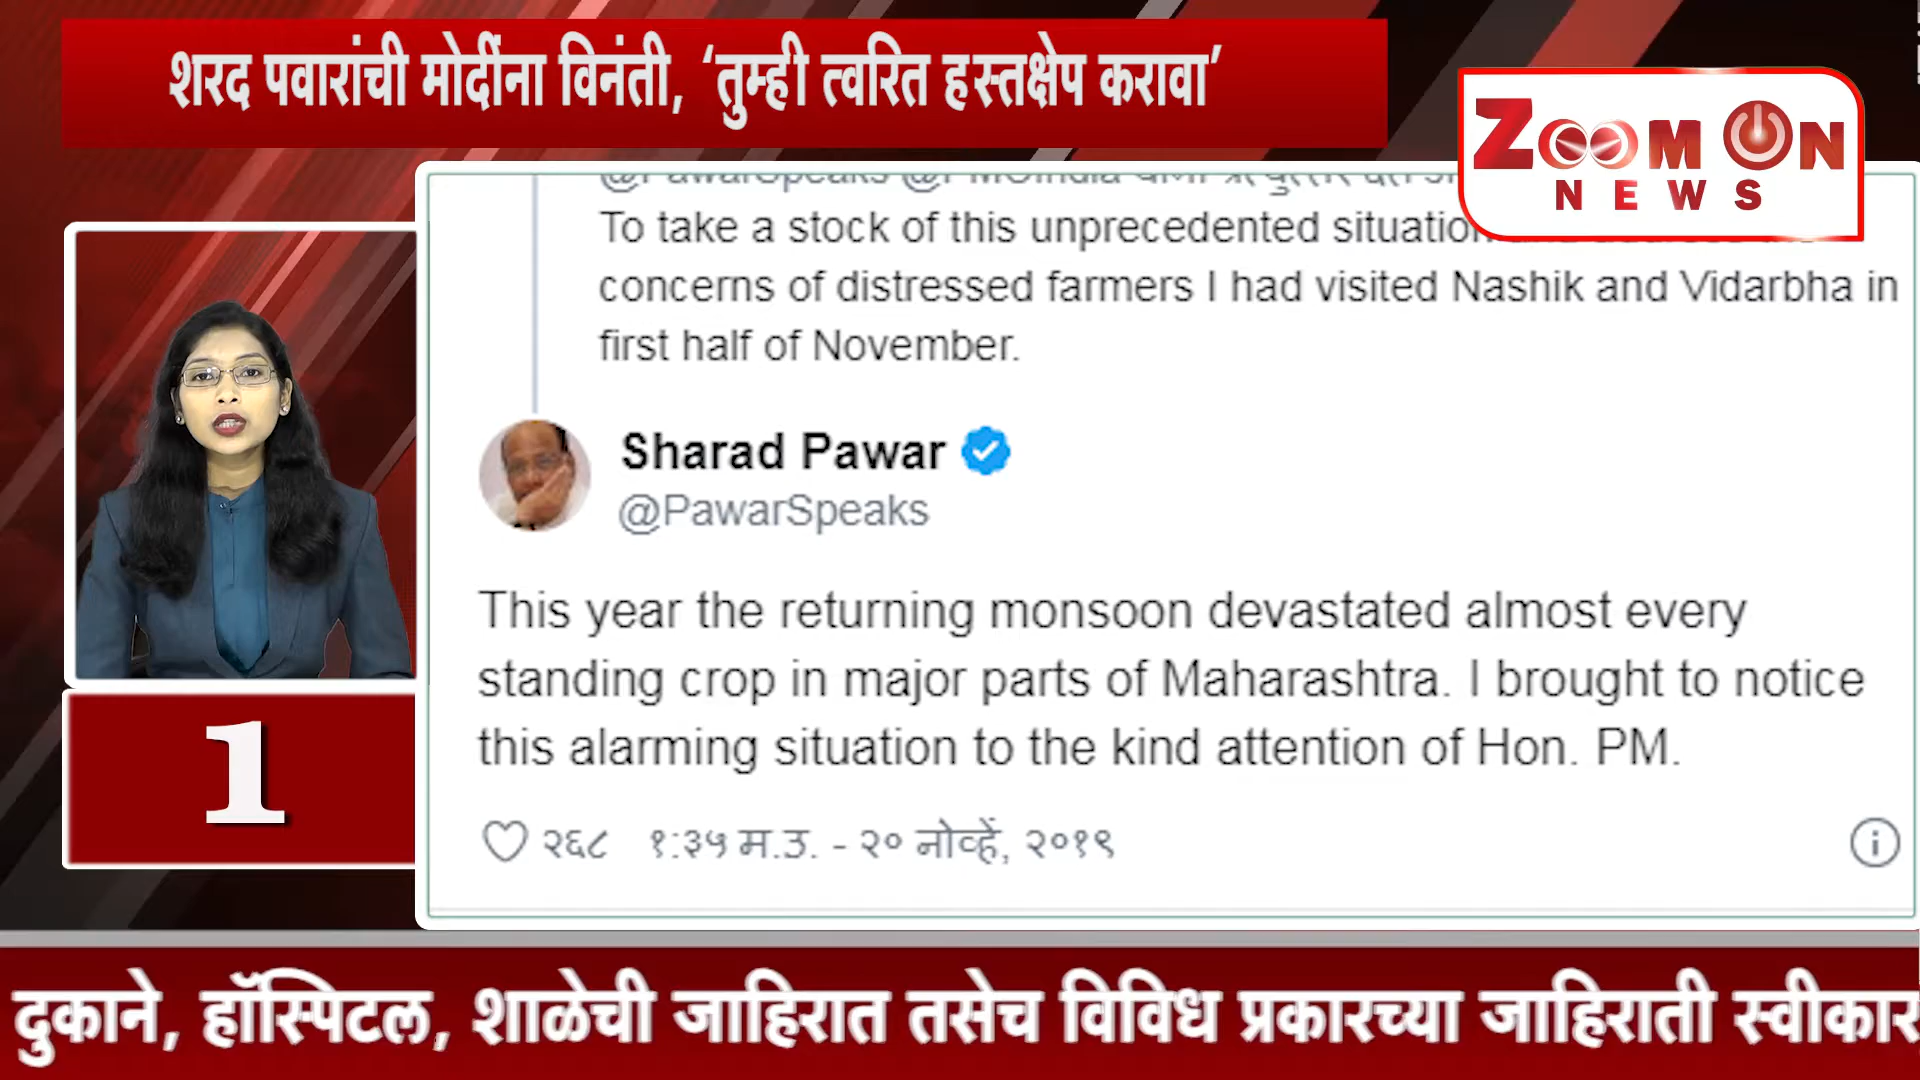 शरद पवारांची मोदींना विनंती, ‘तुम्ही त्वरित हस्तक्षेप करावा’
ZOOM ON
NEWS
@PawarSpeaks @PMOIndia
To take a stock of this unprecedented situation
concerns of distressed farmers I had visited Nashik and Vidarbha in
first half of November.
Sharad Pawar
@PawarSpeaks
This year the returning monsoon devastated almost every
standing crop in major parts of Maharashtra. I brought to notice
this alarming situation to the kind attention of Hon. PM.
२६८ १:३५ म.उ. - २० नोव्हें, २०१९
1
दुकाने, हॉस्पिटल, शाळेची जाहिरात तसेच विविध प्रकारच्या जाहिराती स्वीकार